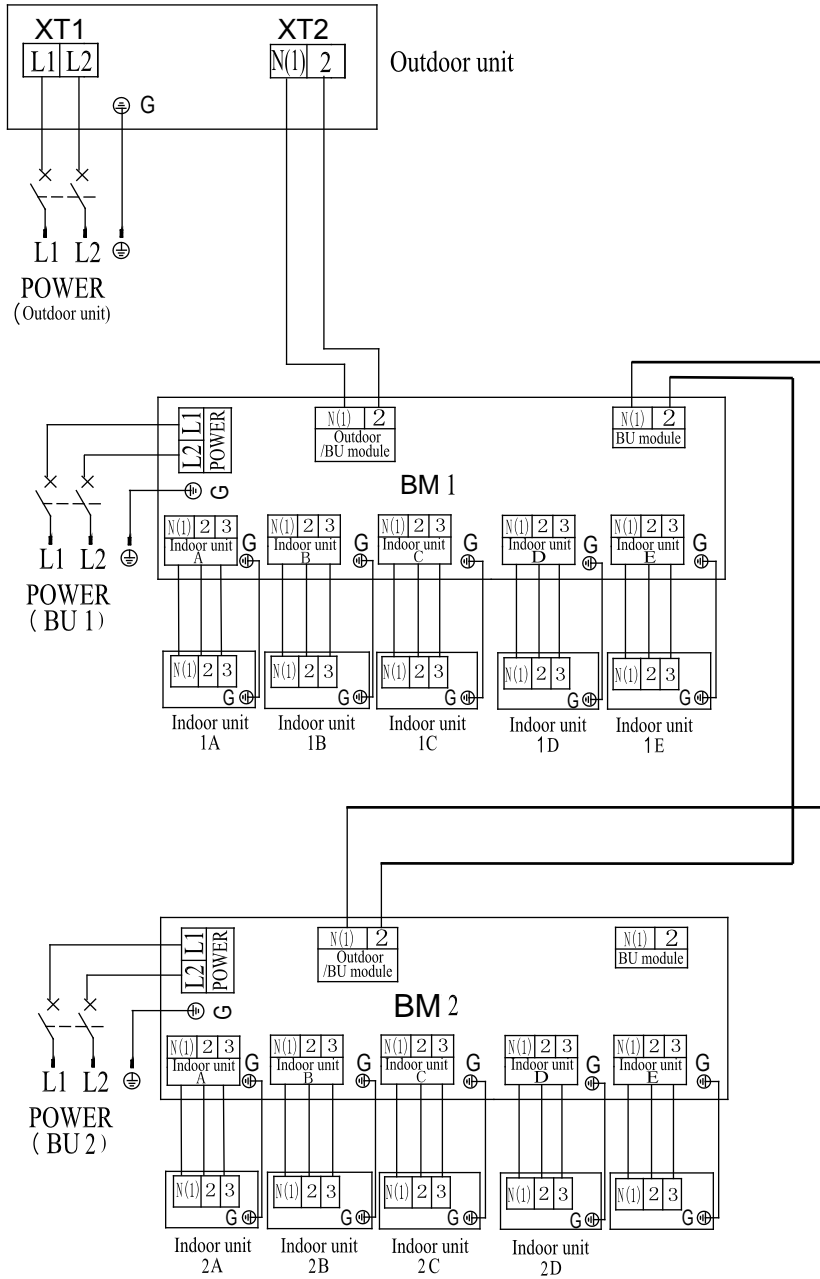 XT1 XT2
L1 L2 N(1) 2 Outdoor unit
G
L1 L2
POWER
(Outdoor unit)
L2 L1 POWER
N(1) 2
Outdoor
/BU module
N(1) 2
BU module
BM 1
G
L1 L2
POWER
( BU 1)
N(1) 2 3
Indoor unit
A
G
N(1) 2 3
Indoor unit
B
G
N(1) 2 3
Indoor unit
C
G
N(1) 2 3
Indoor unit
D
G
N(1) 2 3
Indoor unit
E
G
N(1) 2 3
G
N(1) 2 3
G
N(1) 2 3
G
N(1) 2 3
G
N(1) 2 3
G
Indoor unit
1A
Indoor unit
1B
Indoor unit
1C
Indoor unit
1D
Indoor unit
1E
L2 L1 POWER
N(1) 2
Outdoor
/BU module
N(1) 2
BU module
BM 2
G
L1 L2
POWER
( BU 2)
N(1) 2 3
Indoor unit
A
G
N(1) 2 3
Indoor unit
B
G
N(1) 2 3
Indoor unit
C
G
N(1) 2 3
Indoor unit
D
G
N(1) 2 3
Indoor unit
E
G
N(1) 2 3
G
N(1) 2 3
G
N(1) 2 3
G
N(1) 2 3
G
N(1) 2 3
G
Indoor unit
2A
Indoor unit
2B
Indoor unit
2C
Indoor unit
2D